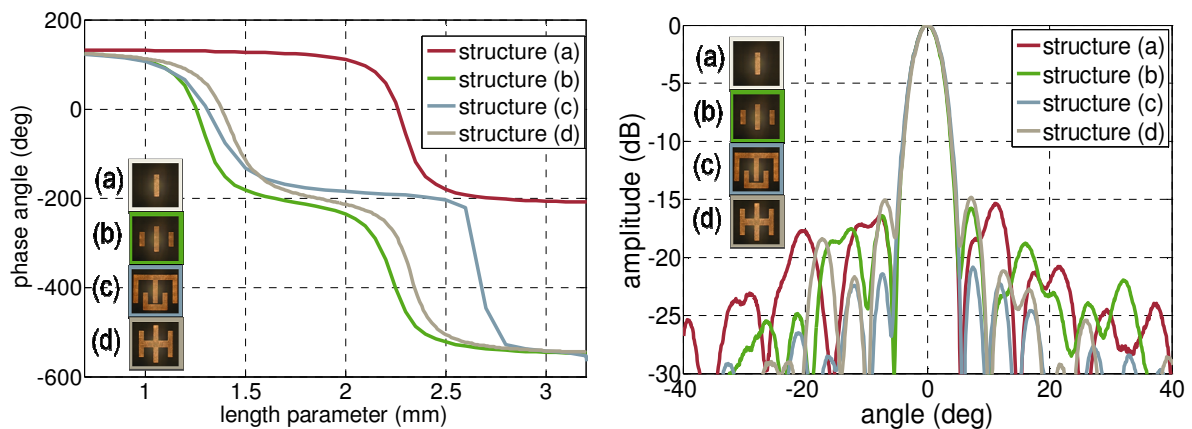 200
0
-200
-400
-600
phase angle (deg)
structure (a)
structure (b)
structure (c)
structure (d)
(a)
(b)
(c)
(d)
1
1.5
2
2.5
3
length parameter (mm)
0
-5
-10
-15
-20
-25
-30
amplitude (dB)
(a)
(b)
(c)
(d)
structure (a)
structure (b)
structure (c)
structure (d)
-40
-20
0
20
40
angle (deg)